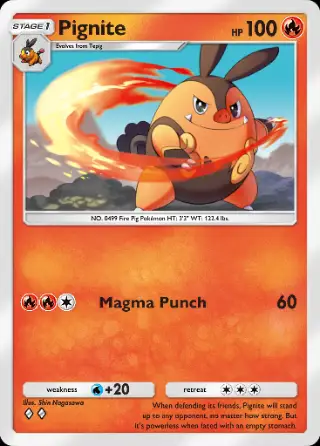 STAGE 1
Pignite
HP 100
Evolves from Tepig
NO. 0499 Fire Pig Pokémon HT: 3'3" WT: 122.4 lbs.
Magma Punch 60
weakness +20 retreat
Illus. Shin Nagasawa
When defending its friends, Pignite will stand
up to any opponent, no matter how strong. But
it's powerless when faced with an empty stomach.